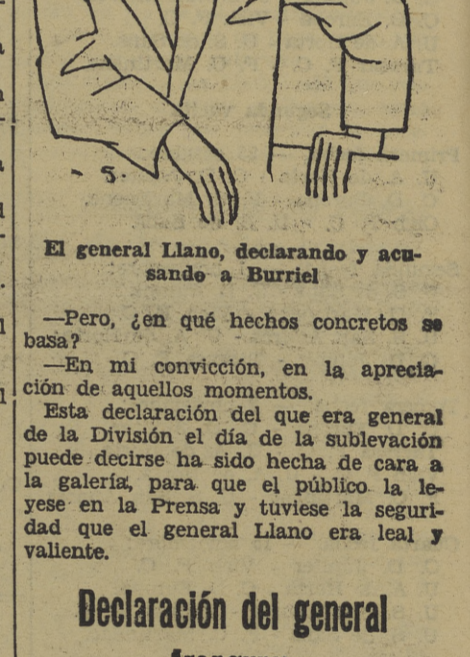 - S.
El general Llano, declarando y acu-
sando a Burriel
—Pero, ¿en qué hechos concretos se
basa?
—En mi convicción, en la aprecia-
ción de aquellos momentos.
Esta declaración del que era general
de la División el día de la sublevación
puede decirse ha sido hecha de cara a
la galería, para que el público la le-
yese en la Prensa y tuviese la seguri-
dad que el general Llano era leal y
valiente.
Declaración del general